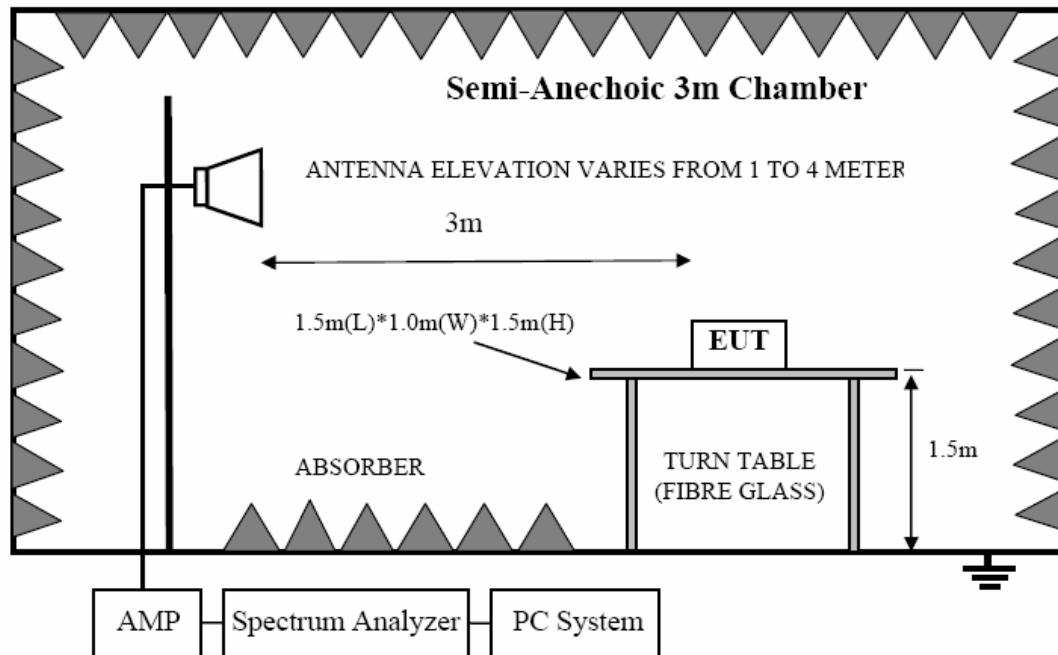 Semi-Anechoic 3m Chamber
ANTENNA ELEVATION VARIES FROM 1 TO 4 METER
3m
1.5m(L)*1.0m(W)*1.5m(H)
EUT
1.5m
ABSORBER
TURN TABLE
(FIBRE GLASS)
AMP
Spectrum Analyzer
PC System